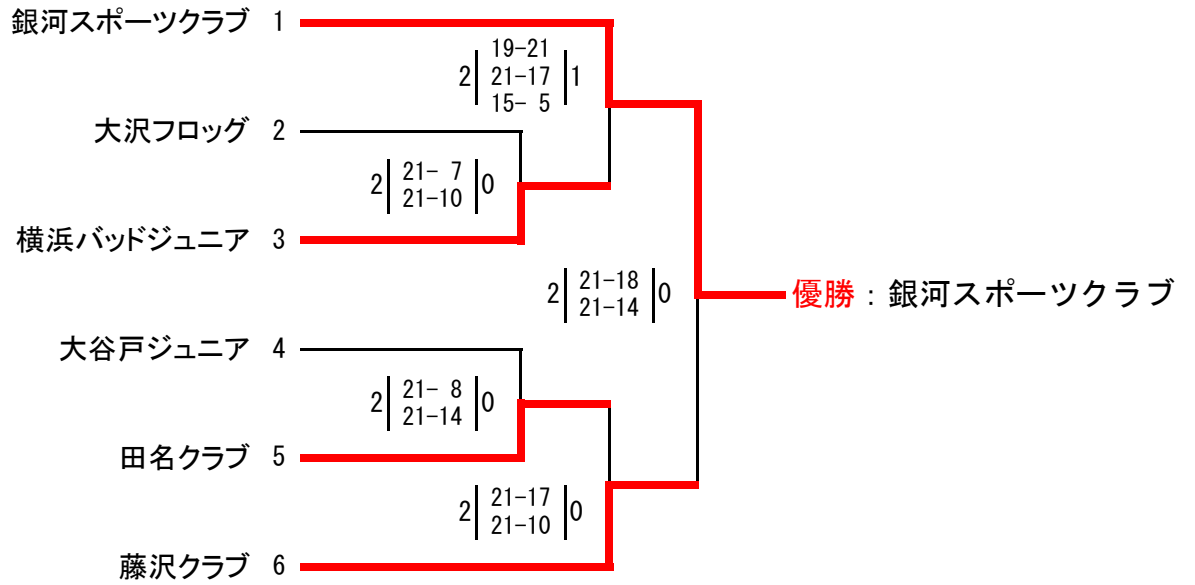 銀河スポーツクラブ 1
19-21
2 21-17 1
15- 5
大沢フロッグ 2
2 21- 7 0
21-10
横浜バッドジュニア 3
2 21-18 0
21-14
優勝：銀河スポーツクラブ
大谷戸ジュニア 4
2 21- 8 0
21-14
田名クラブ 5
2 21-17 0
21-10
藤沢クラブ 6